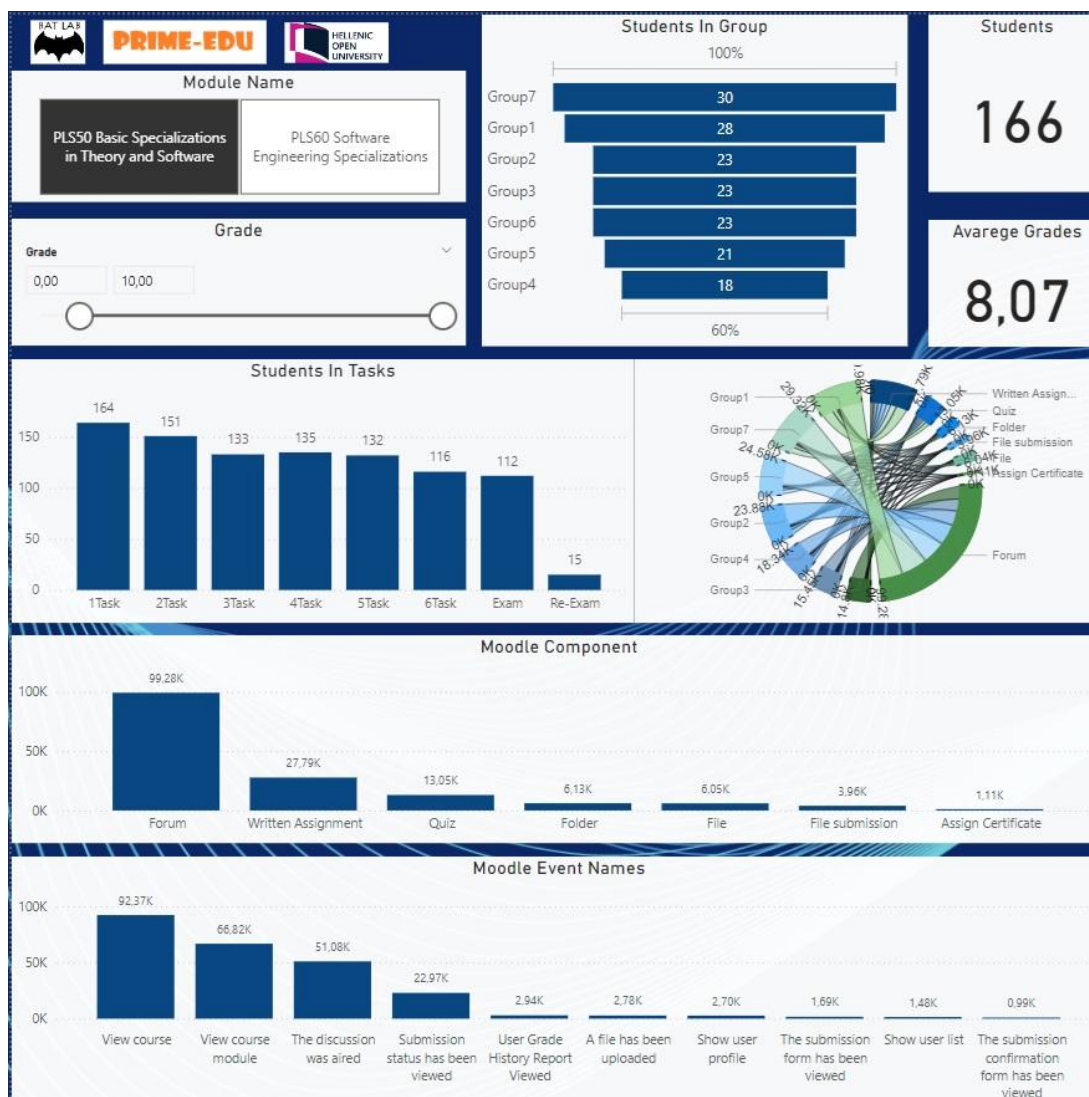 BAT LAB
PRIME-EDU
HELLENIC
OPEN
UNIVERSITY
Module Name
PLS50 Basic Specializations
in Theory and Software
PLS60 Software
Engineering Specializations
Grade
Grade
0,00
10,00
Students In Group
100%
Group7
30
Group1
28
Group2
23
Group3
23
Group6
23
Group5
21
Group4
18
60%
Students
166
Avarege Grades
8,07
Students In Tasks
150
100
50
0
164
151
133
135
132
116
112
15
1Task
2Task
3Task
4Task
5Task
6Task
Exam
Re-Exam
Group1
Group7
Group5
Group2
Group4
Group3
29.32K
24.58K
23.88K
18.34K
Written Assign...
Quiz
Folder
File submission
File
Assign Certificate
Forum
Moodle Component
100K
50K
0K
99,28K
27,79K
13,05K
6,13K
6,05K
3,96K
1,11K
Forum
Written Assignment
Quiz
Folder
File
File submission
Assign Certificate
Moodle Event Names
100K
50K
0K
92,37K
66,82K
51,08K
22,97K
2,94K
2,78K
2,70K
1,69K
1,48K
0,99K
View course
View course
module
The discussion
was aired
Submission
status has been
viewed
User Grade
History Report
Viewed
A file has been
uploaded
Show user
profile
The submission
form has been
viewed
Show user list
The submission
confirmation
form has been
viewed